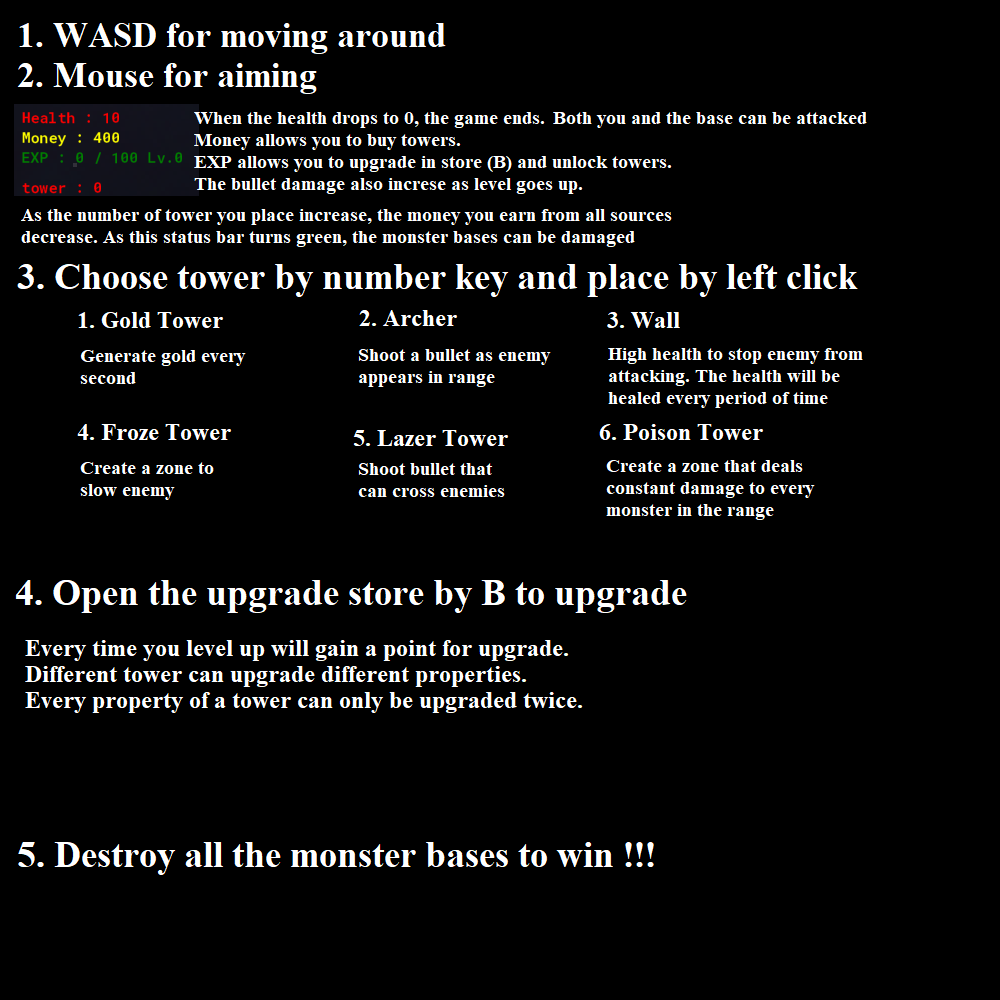 1. WASD for moving around
2. Mouse for aiming
Health : 10
Money : 400
EXP : 0 / 100 Lv.0
tower : 0
When the health drops to 0, the game ends. Both you and the base can be attacked
Money allows you to buy towers.
EXP allows you to upgrade in store (B) and unlock towers.
The bullet damage also increse as level goes up.
As the number of tower you place increase, the money you earn from all sources
decrease. As this status bar turns green, the monster bases can be damaged
3. Choose tower by number key and place by left click
1. Gold Tower
Generate gold every
second
2. Archer
Shoot a bullet as enemy
appears in range
3. Wall
High health to stop enemy from
attacking. The health will be
healed every period of time
4. Froze Tower
Create a zone to
slow enemy
5. Lazer Tower
Shoot bullet that
can cross enemies
6. Poison Tower
Create a zone that deals
constant damage to every
monster in the range
4. Open the upgrade store by B to upgrade
Every time you level up will gain a point for upgrade.
Different tower can upgrade different properties.
Every property of a tower can only be upgraded twice.
5. Destroy all the monster bases to win !!!